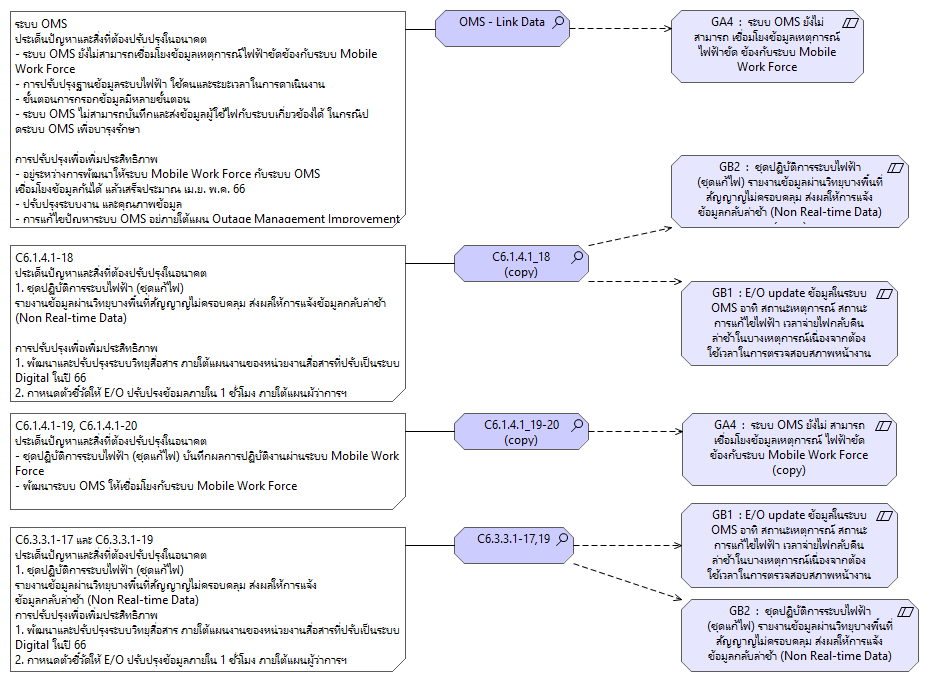 ระบบ OMS
ประเด็นปัญหาและสิ่งที่ต้องปรับปรุงในอนาคต
- ระบบ OMS ยังไม่สามารถเชื่อมโยงข้อมูลเหตุการณ์ไฟฟ้าขัดข้องกับระบบ Mobile
Work Force
- การปรับปรุงฐานข้อมูลระบบไฟฟ้า ใช้คนและระยะเวลาในการดำเนินงาน
- ขั้นตอนการกรอกข้อมูลมีหลายขั้นตอน
- ระบบ OMS ไม่สามารถบันทึกและส่งข้อมูลผู้ใช้ไฟกับระบบเกี่ยวข้องได้ ในกรณีป
ดระบบ OMS เพื่อบำรุงรักษา
การปรับปรุงเพื่อเพิ่มประสิทธิภาพ
- อยู่ระหว่างการพัฒนาให้ระบบ Mobile Work Force กับระบบ OMS
เชื่อมโยงข้อมูลกันได้ แล้วเสร็จประมาณ เม.ย. พ.ค. 66
- ปรับปรุงระบบงาน และคุณภาพข้อมูล
- การแก้ไขปัญหาระบบ OMS อยู่ภายใต้แผน Outage Management Improvement
OMS - Link Data
GA4 : ระบบ OMS ยังไม่
สามารถ เชื่อมโยงข้อมูลเหตุการณ์
ไฟฟ้าขัด ข้องกับระบบ Mobile
Work Force
GB2 : ชุดปฏิบัติการระบบไฟฟ้า
(ชุดแก้ไฟ) รายงานข้อมูลผ่านวิทยุบางพื้นที่
สัญญาญไม่ครอบคลุม ส่งผลให้การแจ้ง
ข้อมูลกลับล่าช้า (Non Real-time Data)
C6.1.4.1-18
ประเด็นปัญหาและสิ่งที่ต้องปรับปรุงในอนาคต
1. ชุดปฏิบัติการระบบไฟฟ้า (ชุดแก้ไฟ)
รายงานข้อมูลผ่านวิทยุบางพื้นที่สัญญาณไม่ครอบคลุม ส่งผลให้การแจ้งข้อมูลกลับล่าช้า
(Non Real-time Data)
การปรับปรุงเพื่อเพิ่มประสิทธิภาพ
1. พัฒนาและปรับปรุงระบบวิทยุสื่อสาร ภายใต้แผนงานของหน่วยงานสื่อสารที่ปรับเป็นระบบ
Digital ในปี 66
2. กำหนดตัวชี้วัดให้ E/O ปรับปรุงข้อมูลภายใน 1 ชั่วโมง ภายใต้แผนผู้ว่าการฯ
C6.1.4.1_18
(copy)
GB1 : E/O update ข้อมูลในระบบ
OMS อาทิ สถานะเหตุการณ์ สถานะ
การแก้ไขไฟฟ้า เวลาจ่ายไฟกลับคืน
ล่าช้าในบางเหตุการณ์เนื่องจากต้อง
ใช้เวลาในการตรวจสอบสภาพหน้างาน
C6.1.4.1-19, C6.1.4.1-20
ประเด็นปัญหาและสิ่งที่ต้องปรับปรุงในอนาคต
- ชุดปฏิบัติการระบบไฟฟ้า (ชุดแก้ไฟ) บันทึกผลการปฏิบัติงานผ่านระบบ Mobile Work
Force
- พัฒนาระบบ OMS ให้เชื่อมโยงกับระบบ Mobile Work Force
C6.1.4.1_19-20
(copy)
GA4 : ระบบ OMS ยังไม่ สามารถ
เชื่อมโยงข้อมูลเหตุการณ์ ไฟฟ้าขัด
ข้องกับระบบ Mobile Work Force
(copy)
C6.3.3.1-17 และ C6.3.3.1-19
ประเด็นปัญหาและสิ่งที่ต้องปรับปรุงในอนาคต
1. ชุดปฏิบัติการระบบไฟฟ้า (ชุดแก้ไฟ)
รายงานข้อมูลผ่านวิทยุบางพื้นที่สัญญาณไม่ครอบคลุม ส่งผลให้การแจ้ง
ข้อมูลกลับล่าช้า (Non Real-time Data)
การปรับปรุงเพื่อเพิ่มประสิทธิภาพ
1. พัฒนาและปรับปรุงระบบวิทยุสื่อสาร ภายใต้แผนงานของหน่วยงานสื่อสารที่ปรับเป็นระบบ
Digital ในปี 66
2. กำหนดตัวชี้วัดให้ E/O ปรับปรุงข้อมูลภายใน 1 ชั่วโมง ภายใต้แผนผู้ว่าการฯ
C6.3.3.1-17,19
GB1 : E/O update ข้อมูลในระบบ
OMS อาทิ สถานะเหตุการณ์ สถานะ
การแก้ไขไฟฟ้า เวลาจ่ายไฟกลับคืน
ล่าช้าในบางเหตุการณ์เนื่องจากต้อง
ใช้เวลาในการตรวจสอบสภาพหน้างาน
GB2 : ชุดปฏิบัติการระบบไฟฟ้า
(ชุดแก้ไฟ) รายงานข้อมูลผ่านวิทยุบางพื้นที่
สัญญาญไม่ครอบคลุม ส่งผลให้การแจ้ง
ข้อมูลกลับล่าช้า (Non Real-time Data)